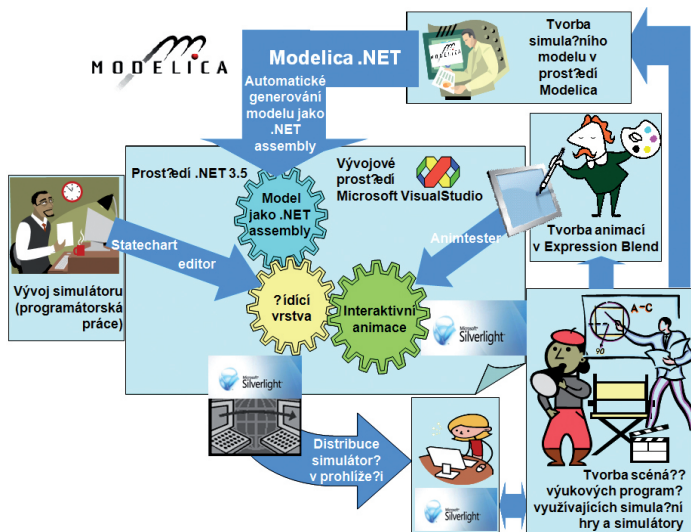 MODELICA
Modelica .NET
Automatické
generování
modelu jako
.NET
assembly
Tvorba
simula?ního
modelu v
prost?edí
Modelica
Prost?edí .NET 3.5
Vývojové
prost?edí
Microsoft VisualStudio
Model
jako .NET
assembly
Statechart
editor
Animtester
Tvorba animací
v Expression Blend
Vývoj simulátoru
(programátorská
práce)
?ídicí
vrstva
Interaktivní
animace
Microsoft
Silverlight
A-C
90
Microsoft
Silverlight
Distribuce
simulátor?
v prohlíže?i
Microsoft
Silverlight
Tvorba scéná??
výukových program?
využívajících simula?ní
hry a simulátory